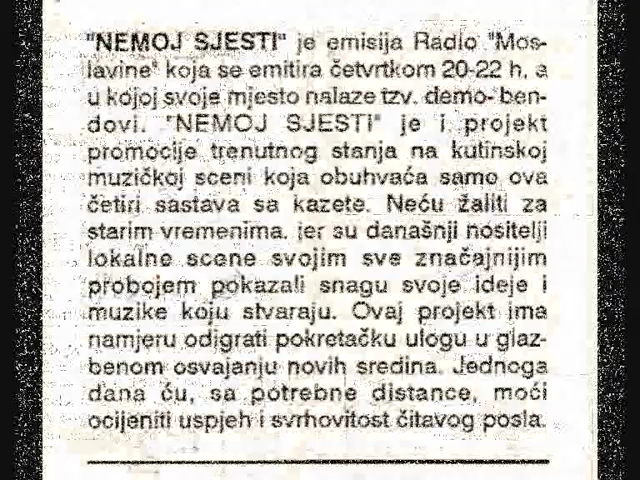 "NEMOJ SJESTI" je emisija Radio "Mos-
lavine" koja se emitira četvrtkom 20-22 h, a
u kojoj svoje mjesto nalaze tzv. demo-ben-
dovi. "NEMOJ SJESTI" je i projekt
promocije trenutnog stanja na kutinskoj
muzičkoj sceni koja obuhvaća samo ova
četiri sastava sa kazete. Neću žaliti za
starim vremenima, jer su današnji nositelji
lokalne scene svojim sve značajnijim
probojem pokazali snagu svoje ideje i
muzike koju stvaraju. Ovaj projekt ima
namjeru odigrati pokretačku ulogu u glaz-
benom osvajanju novih sredina. Jednoga
dana ću, sa potrebne distance, moći
ocijeniti uspjeh i svrhovitost čitavog posla.